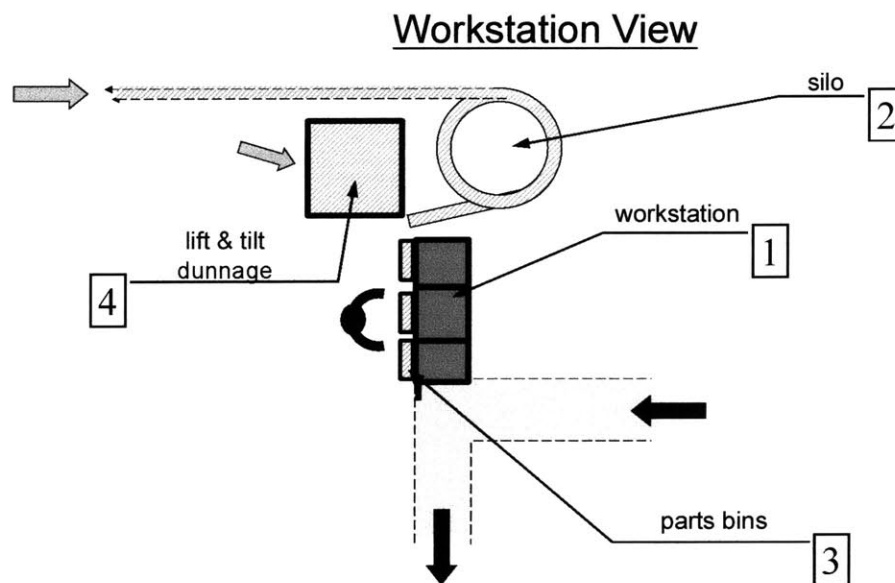 Workstation View
silo
2
workstation
1
lift & tilt
dunnage
4
parts bins
3